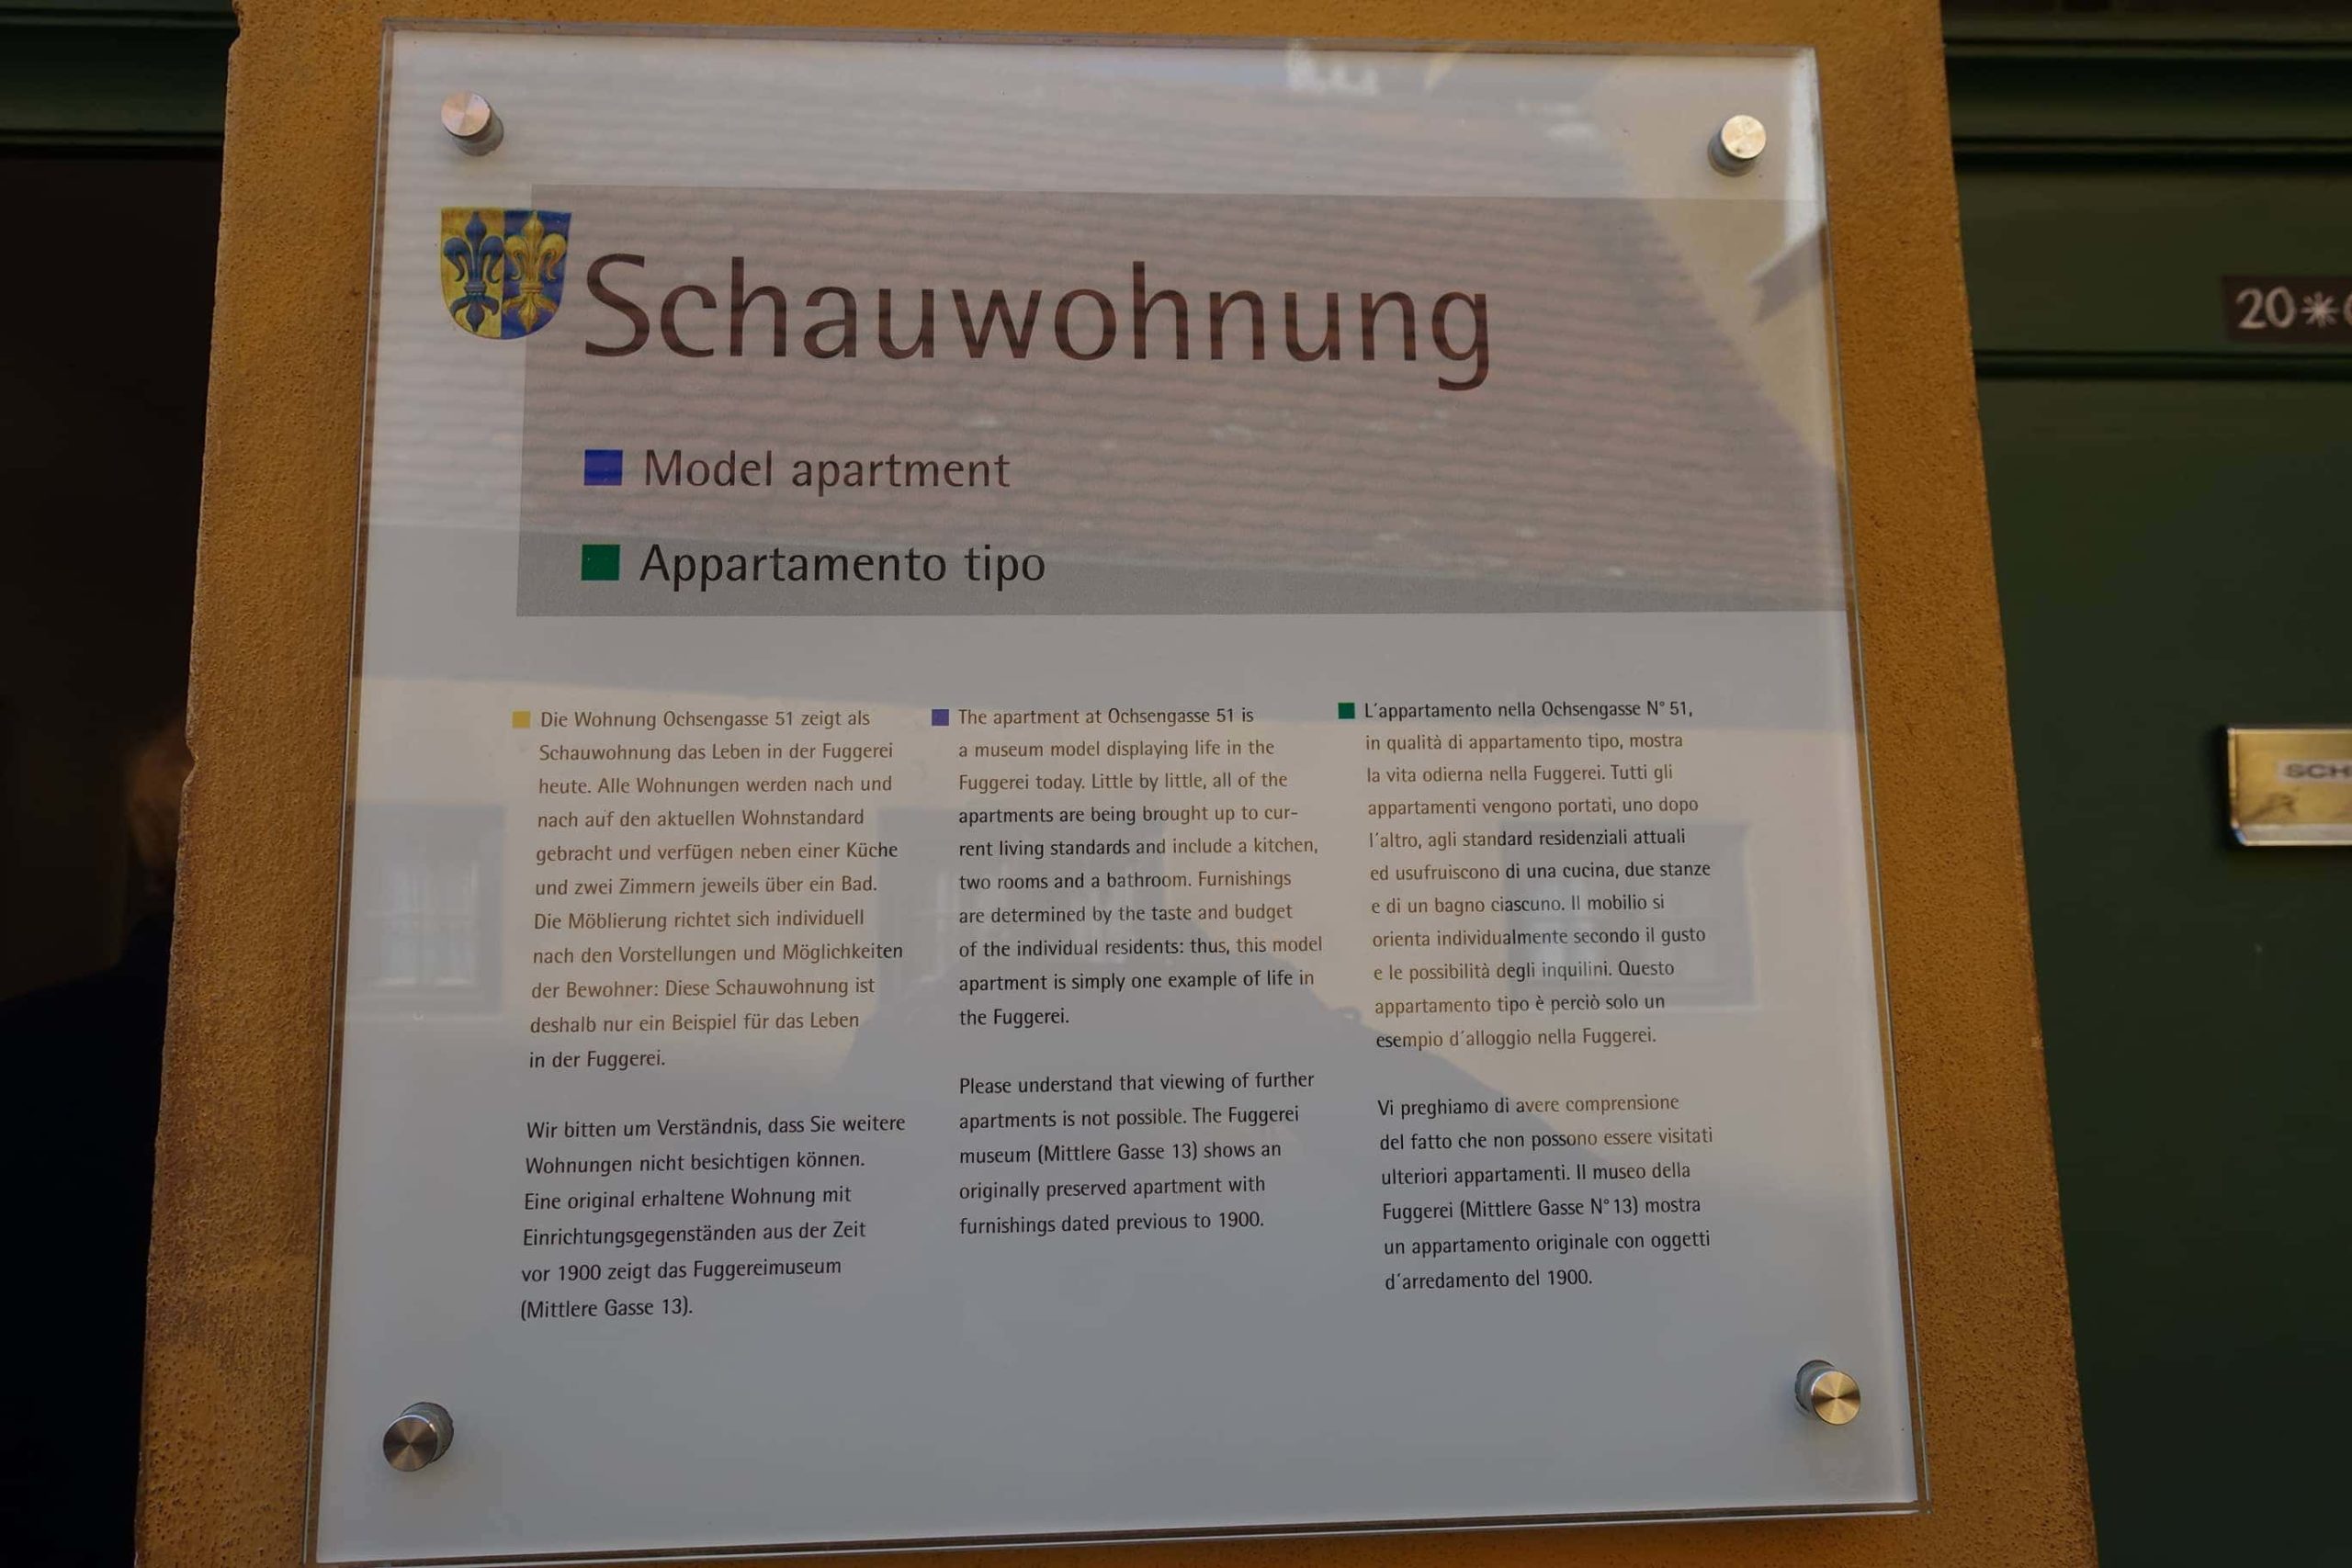 Schauwohnung
Model apartment
Appartamento tipo
Die Wohnung Ochsengasse 51 zeigt als
Schauwohnung das Leben in der Fuggerei
heute. Alle Wohnungen werden nach und
nach auf den aktuellen Wohnstandard
gebracht und verfügen neben einer Küche
und zwei Zimmern jeweils über ein Bad.
Die Möblierung richtet sich individuell
nach den Vorstellungen und Möglichkeiten
der Bewohner: Diese Schauwohnung ist
deshalb nur ein Beispiel für das Leben
in der Fuggerei.
Wir bitten um Verständnis, dass Sie weitere
Wohnungen nicht besichtigen können.
Eine original erhaltene Wohnung mit
Einrichtungsgegenständen aus der Zeit
vor 1900 zeigt das Fuggereimuseum
(Mittlere Gasse 13).
The apartment at Ochsengasse 51 is
a museum model displaying life in the
Fuggerei today. Little by little, all of the
apartments are being brought up to cur-
rent living standards and include a kitchen,
two rooms and a bathroom. Furnishings
are determined by the taste and budget
of the individual residents: thus, this model
apartment is simply one example of life in
the Fuggerei.
Please understand that viewing of further
apartments is not possible. The Fuggerei
museum (Mittlere Gasse 13) shows an
originally preserved apartment with
furnishings dated previous to 1900.
L´appartamento nella Ochsengasse N° 51,
in qualità di appartamento tipo, mostra
la vita odierna nella Fuggerei. Tutti gli
appartamenti vengono portati, uno dopo
l´altro, agli standard residenziali attuali
ed usufruiscono di una cucina, due stanze
e di un bagno ciascuno. Il mobilio si
orienta individualmente secondo il gusto
e le possibilità degli inquilini. Questo
appartamento tipo è perciò solo un
esempio d´alloggio nella Fuggerei.
Vi preghiamo di avere comprensione
del fatto che non possono essere visitati
ulteriori appartamenti. Il museo della
Fuggerei (Mittlere Gasse N° 13) mostra
un appartamento originale con oggetti
d´arredamento del 1900.
20*
SCH